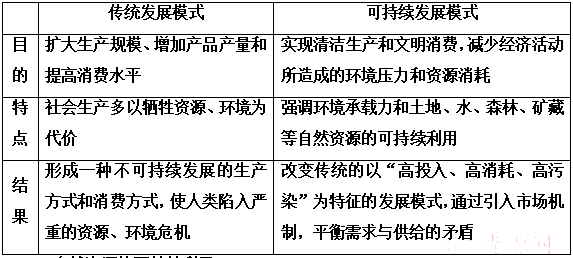 传统发展模式 可持续发展模式
目的 扩大生产规模、增加产品产量和 实现清洁生产和文明消费,减少经济活动
提高消费水平 所造成的环境压力和资源消耗
特点 社会生产多以牺牲资源、环境为 强调环境承载力和土地、水、森林、矿藏
代价 等自然资源的可持续利用
结果 形成一种不可持续发展的生产 改变传统的以“高投入、高消耗、高污
方式和消费方式,使人类陷入严 染”为特征的发展模式,通过引入市场机
重的资源、环境危机 制,平衡需求与供给的矛盾